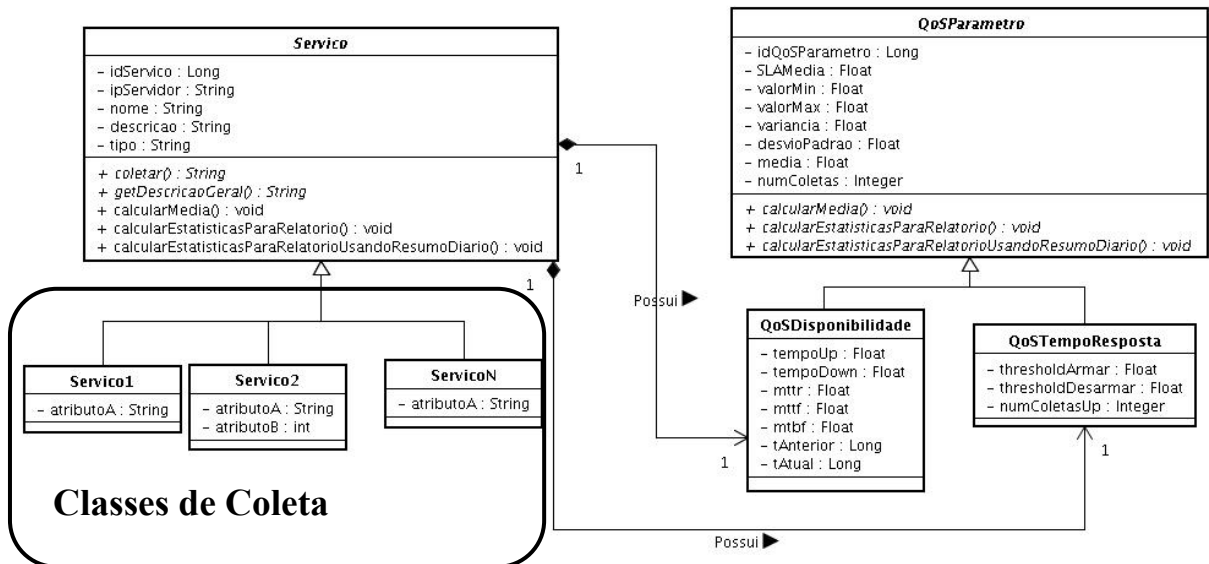 Servico
- idServico : Long
- ipServidor : String
- nome : String
- descricao : String
- tipo : String
+ coletar() : String
+ getDescricaoGeral() : String
+ calcularMedia() : void
+ calcularEstatisticasParaRelatorio() : void
+ calcularEstatisticasParaRelatorioUsandoResumoDiario() : void
QoSParametro
- idQoSParametro : Long
- SLAMedia : Float
- valorMin : Float
- valorMax : Float
- variancia : Float
- desvioPadrao : Float
- media : Float
- numColetas : Integer
+ calcularMedia() : void
+ calcularEstatisticasParaRelatorio() : void
+ calcularEstatisticasParaRelatorioUsandoResumoDiario() : void
1
1
Possui
Servico1
- atributoA : String
Servico2
- atributoA : String
- atributoB : int
ServicoN
- atributoA : String
Classes de Coleta
QoSDisponibilidade
- tempoUp : Float
- tempoDown : Float
- mttr : Float
- mttf : Float
- mtbf : Float
- tAnterior : Long
- tAtual : Long
QoSTempoResposta
- thresholdArmar : Float
- thresholdDesarmar : Float
- numColetasUp : Integer
1
1
Possui